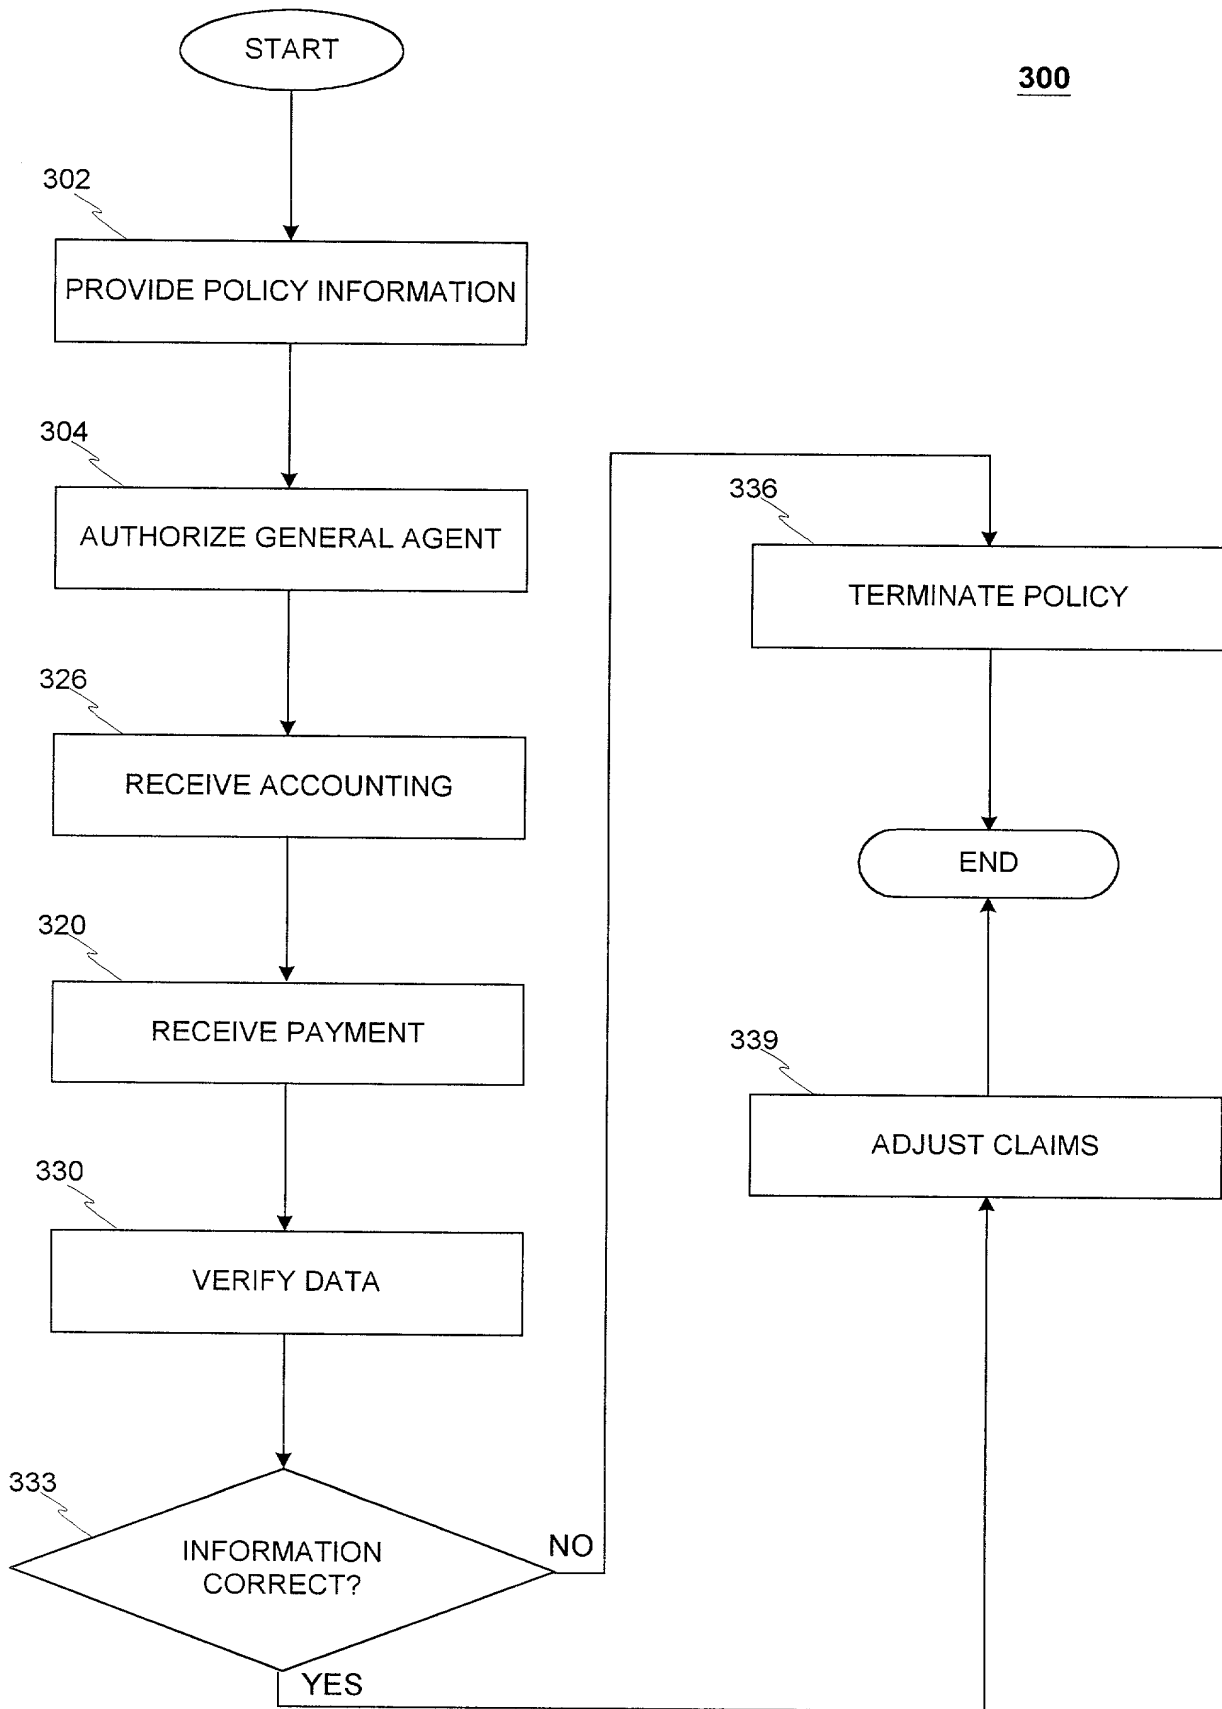 START
300
302
PROVIDE POLICY INFORMATION
304
AUTHORIZE GENERAL AGENT
326
RECEIVE ACCOUNTING
320
RECEIVE PAYMENT
330
VERIFY DATA
333
INFORMATION
CORRECT?
NO
YES
336
TERMINATE POLICY
END
339
ADJUST CLAIMS